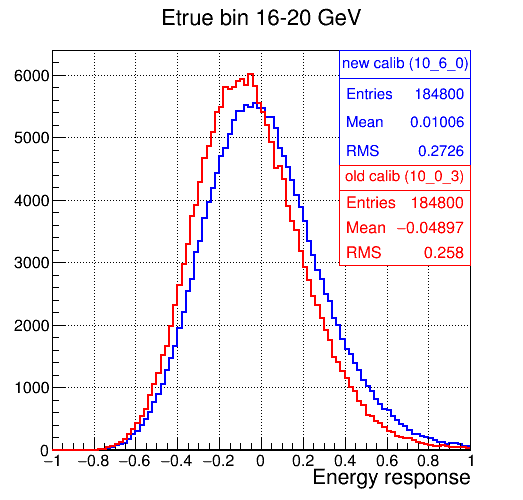 Etrue bin 16-20 GeV
new calib (10_6_0)
Entries 184800
Mean 0.01006
RMS 0.2726
old calib (10_0_3)
Entries 184800
Mean −0.04897
RMS 0.258
6000
5000
4000
3000
2000
1000
0
−1 −0.8 −0.6 −0.4 −0.2 0 0.2 0.4 0.6 0.8 1
Energy response